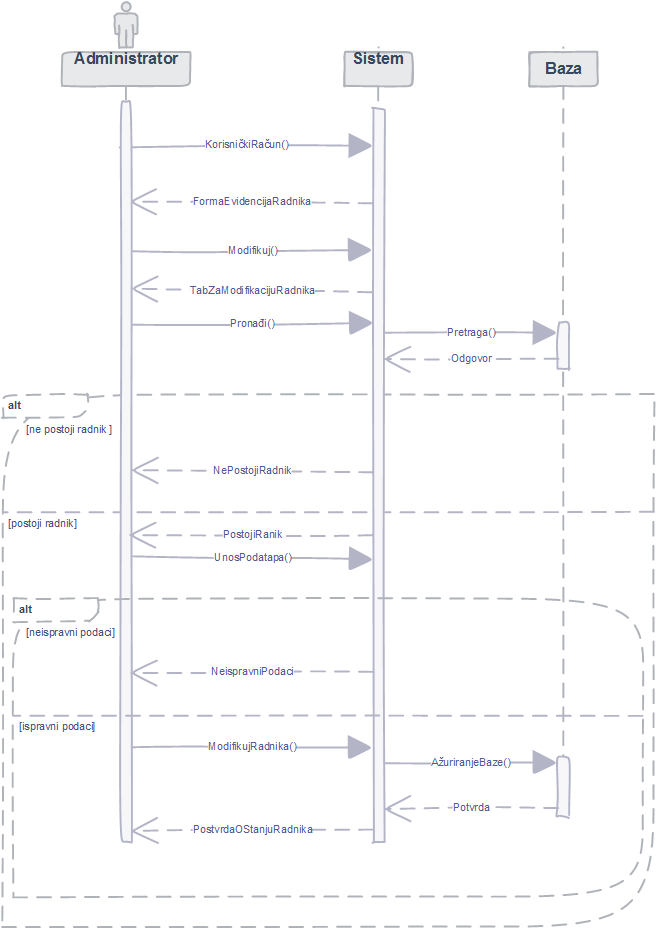 Administrator
Sistem
Baza
KorisničkiRačun()
FormaEvidencijaRadnika
Modifikuj()
TabZaModifikacijuRadnika
Pronađi()
Pretraga()
Odgovor
alt
[ne postoji radnik ]
NePostojiRadnik
[postoji radnik]
PostojiRanik
UnosPodatapa()
alt
[neispravni podaci]
NeispravniPodaci
[ispravni podaci]
ModifikujRadnika()
AžuriranjeBaze()
Potvrda
PostvrdaOStanjuRadnika